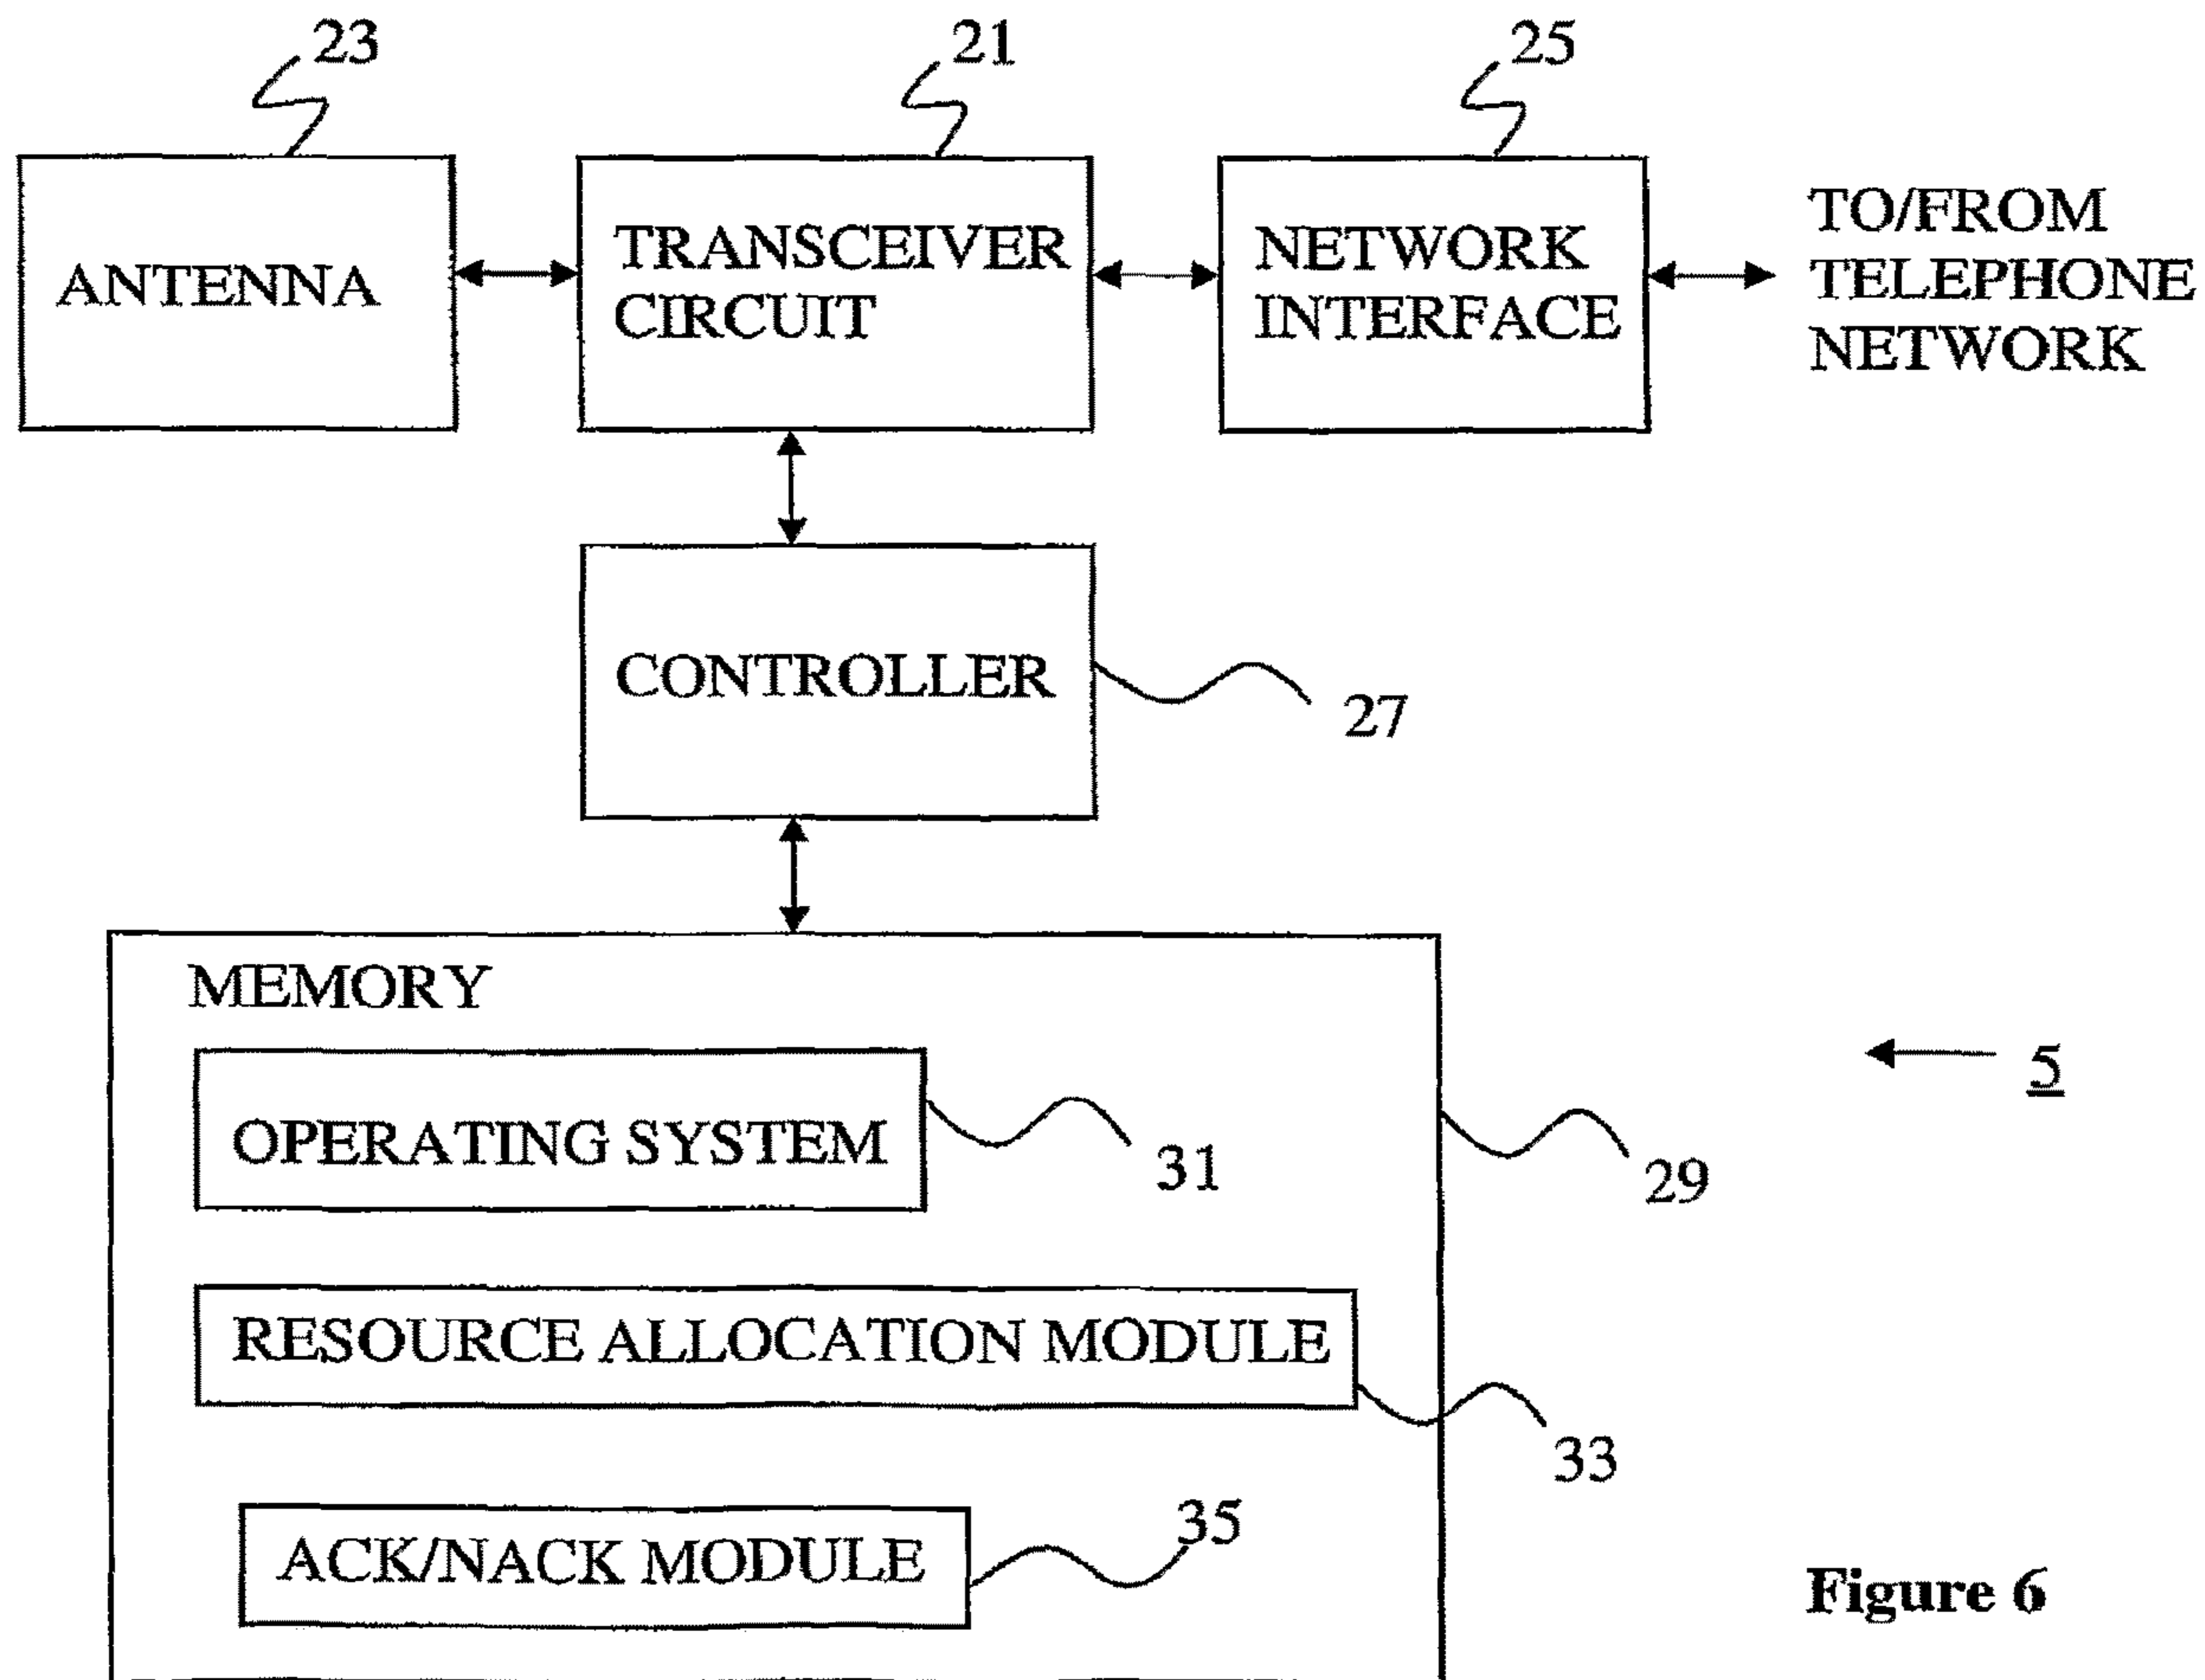 23
21
25
ANTENNA
TRANSCEIVER
CIRCUIT
NETWORK
INTERFACE
TO/FROM
TELEPHONE
NETWORK
CONTROLLER
27
MEMORY
OPERATING SYSTEM
31
29
5
RESOURCE ALLOCATION MODULE
33
ACK/NACK MODULE
35
Figure 6